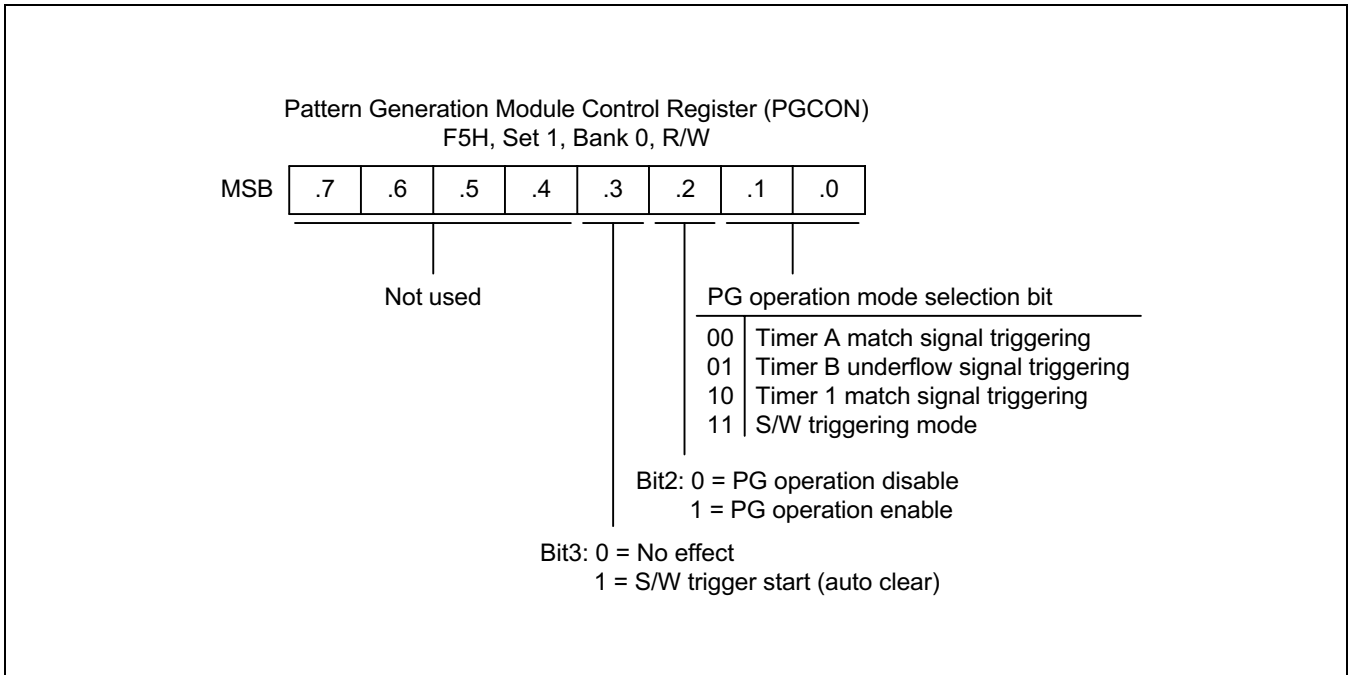 Pattern Generation Module Control Register (PGCON)
F5H, Set 1, Bank 0, R/W
MSB .7 .6 .5 .4 .3 .2 .1 .0
Not used
PG operation mode selection bit
00 Timer A match signal triggering
01 Timer B underflow signal triggering
10 Timer 1 match signal triggering
11 S/W triggering mode
Bit2: 0 = PG operation disable
1 = PG operation enable
Bit3: 0 = No effect
1 = S/W trigger start (auto clear)